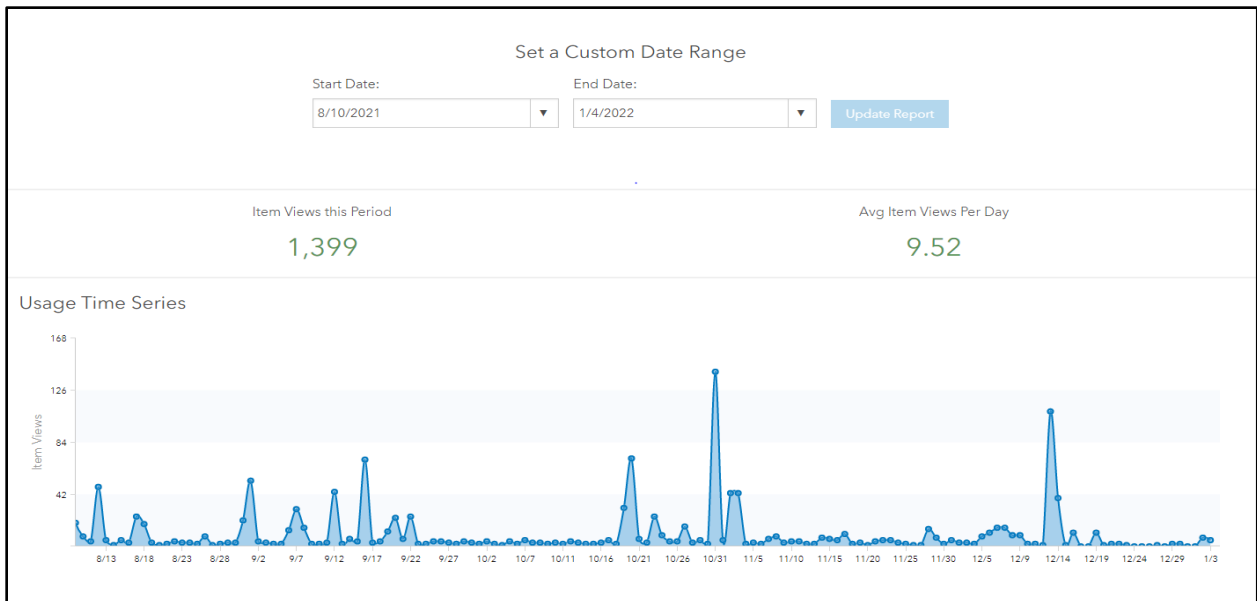 Set a Custom Date Range
Start Date: End Date:
8/10/2021 1/4/2022 Update Report
Item Views this Period Avg Item Views Per Day
1,399 9.52
Usage Time Series
168
126
84
42
Item Views
8/13 8/18 8/23 8/28 9/2 9/7 9/12 9/17 9/22 9/27 10/2 10/7 10/11 10/16 10/21 10/26 10/31 11/5 11/10 11/15 11/20 11/25 11/30 12/5 12/9 12/14 12/19 12/24 12/29 1/3